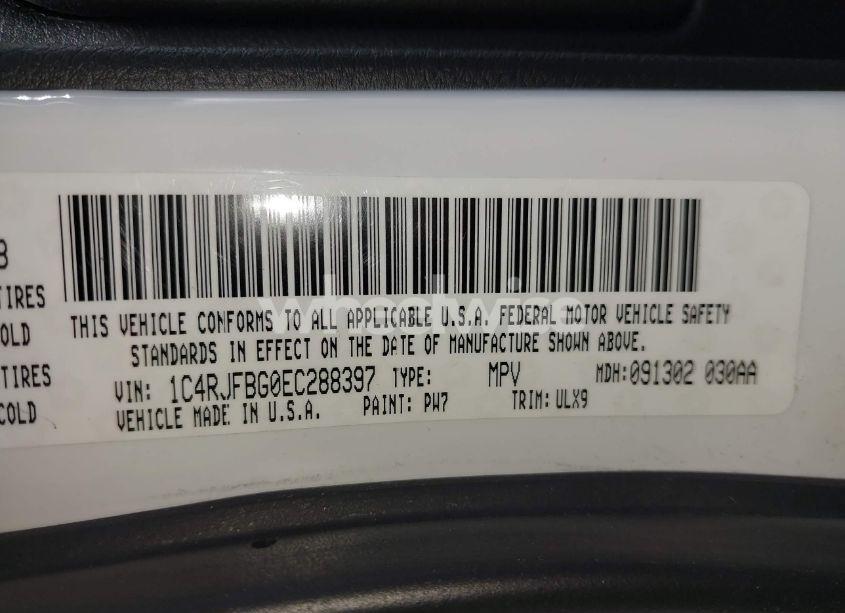 8
TIRES
OLD
TIRES
COLD
wheelwire
THIS VEHICLE CONFORMS TO ALL APPLICABLE U.S.A. FEDERAL MOTOR VEHICLE SAFETY
STANDARDS IN EFFECT ON THE DATE OF MANUFACTURE SHOWN ABOVE.
VIN: 1C4RJFBG0EC288397 TYPE: MPV MDH:091302 030AA
VEHICLE MADE IN U.S.A. PAINT: PW7 TRIM:ULX9